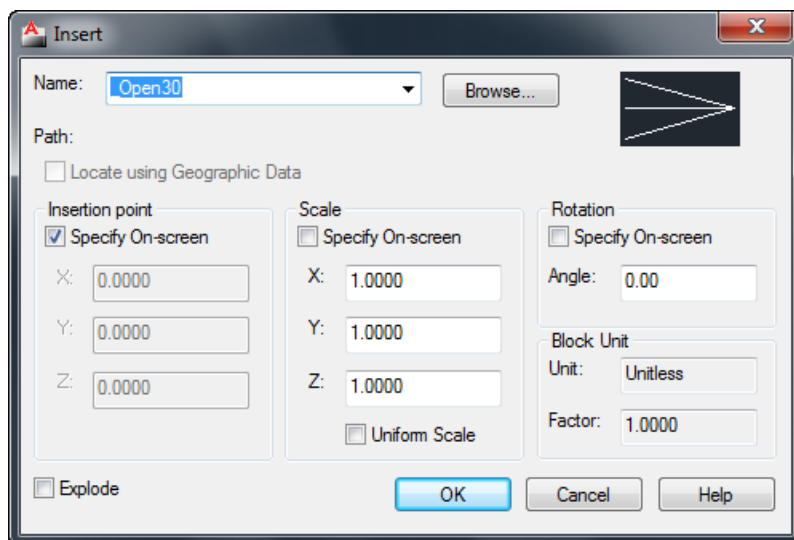 Insert
Name: _Open30 Browse...
Path:
Locate using Geographic Data
Insertion point
Specify On-screen
X: 0.0000
Y: 0.0000
Z: 0.0000
Scale
Specify On-screen
X: 1.0000
Y: 1.0000
Z: 1.0000
Uniform Scale
Rotation
Specify On-screen
Angle: 0.00
Block Unit
Unit: Unitless
Factor: 1.0000
Explode
OK Cancel Help